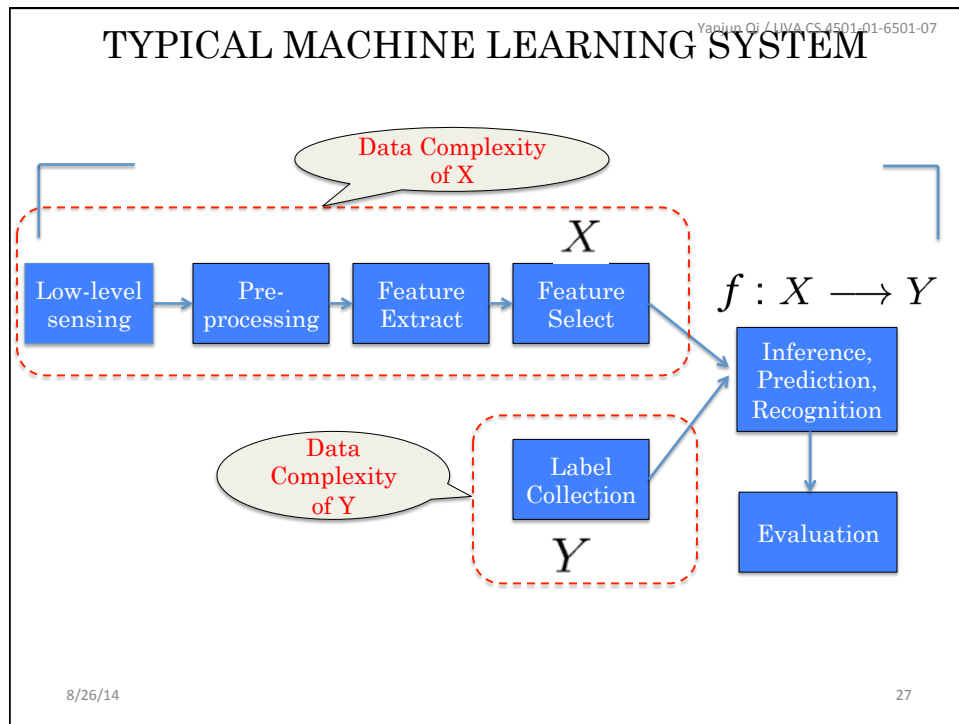 Yanjun Qi / UVA CS 4501-01-6501-07
TYPICAL MACHINE LEARNING SYSTEM
Data Complexity
of X
X
Low-level
sensing
Pre-
processing
Feature
Extract
Feature
Select
f : X ⟶ Y
Inference,
Prediction,
Recognition
Data
Complexity
of Y
Label
Collection
Y
Evaluation
8/26/14
27